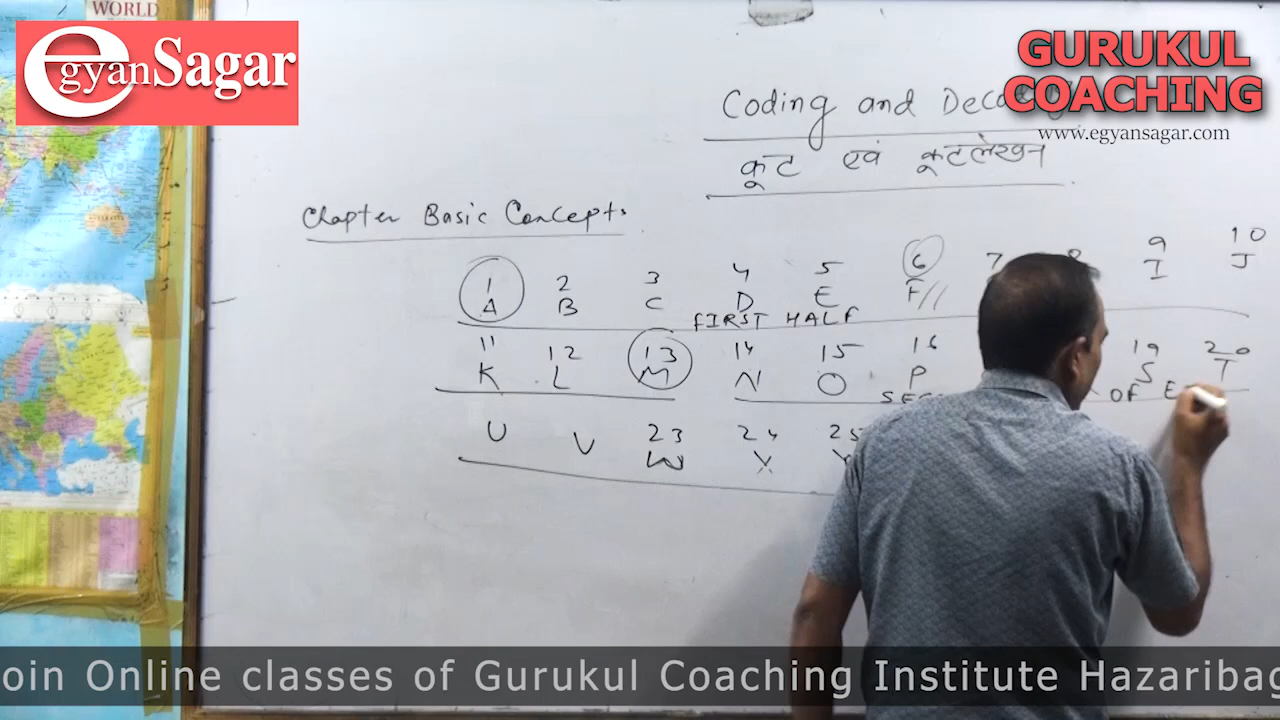 WORLD
egyanSagar
GURUKUL
COACHING
www.egyansagar.com
Coding and
कूट एवं कूटलेखन
Chapter Basic Concepts
1 2 3 4 5 6 7 9 10
A B C D E F I J
FIRST HALF
11 12 13 14 15 16 19 20
K L M N O P S T
OF E
23 24 25
U V W X Y
oin Online classes of Gurukul Coaching Institute Hazaribag